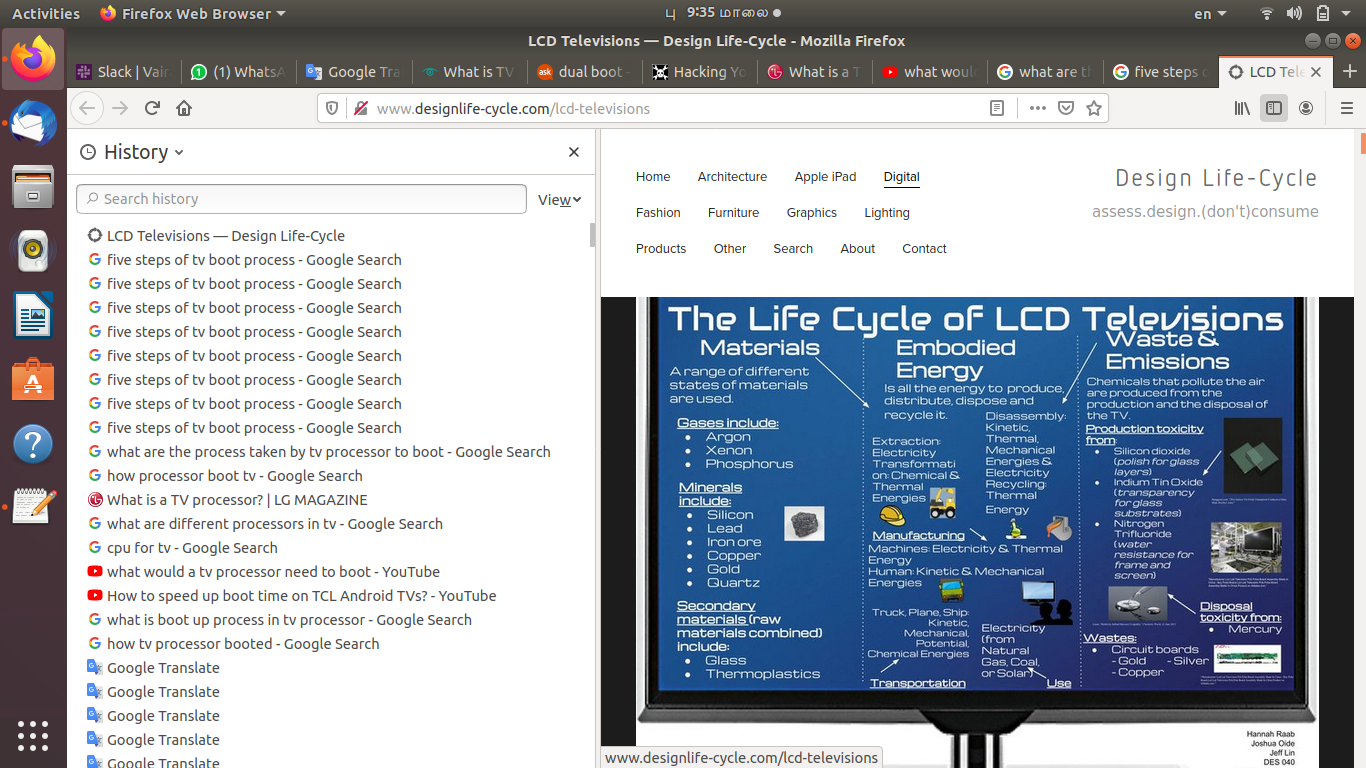 Activities
Firefox Web Browser
பு 9:35 மாலை
en
LCD Televisions — Design Life-Cycle - Mozilla Firefox
Slack | Vair
(1) WhatsA
Google Tra
What is TV
dual boot -
Hacking Yo
What is a T
what would
what are th
five steps o
LCD Tele
www.designlife-cycle.com/lcd-televisions
History
Search history
View
LCD Televisions — Design Life-Cycle
five steps of tv boot process - Google Search
five steps of tv boot process - Google Search
five steps of tv boot process - Google Search
five steps of tv boot process - Google Search
five steps of tv boot process - Google Search
five steps of tv boot process - Google Search
five steps of tv boot process - Google Search
five steps of tv boot process - Google Search
what are the process taken by tv processor to boot - Google Search
how processor boot tv - Google Search
What is a TV processor? | LG MAGAZINE
what are different processors in tv - Google Search
cpu for tv - Google Search
what would a tv processor need to boot - YouTube
How to speed up boot time on TCL Android TVs? - YouTube
what is boot up process in tv processor - Google Search
how tv processor booted - Google Search
Google Translate
Google Translate
Google Translate
Google Translate
Google Translate
Home Architecture Apple iPad Digital
Fashion Furniture Graphics Lighting
Products Other Search About Contact
Design Life-Cycle
assess.design.(don't)consume
The Life Cycle of LCD Televisions
Materials
A range of different
states of materials
are used.
Gases include:
• Argon
• Xenon
• Phosphorus
Minerals
include:
• Silicon
• Lead
• Iron ore
• Copper
• Gold
• Quartz
Secondary
materials (raw
materials combined)
include:
• Glass
• Thermoplastics
Embodied
Energy
Is all the energy to produce,
distribute, dispose and
recycle it.
Extraction:
Electricity
Transformati
on: Chemical &
Thermal
Energies
Disassembly:
Kinetic,
Thermal,
Mechanical
Energies &
Electricity
Recycling:
Thermal
Energy
Manufacturing
Machines: Electricity & Thermal
Energy
Human: Kinetic & Mechanical
Energies
Truck, Plane, Ship:
Kinetic,
Mechanical,
Potential,
Chemical Energies
Transportation
Electricity
(from
Natural
Gas, Coal,
or Solar)
Use
Waste &
Emissions
Chemicals that pollute the air
are produced from the
production and the disposal of
the TV.
Production toxicity
from:
• Silicon dioxide
(polish for glass
layers)
• Indium Tin Oxide
(transparency
for glass
substrates)
• Nitrogen
Trifluoride
(water
resistance for
frame and
screen)
Disposal
toxicity from:
• Mercury
Wastes:
• Circuit boards
- Gold - Silver
- Copper
Hannah Raab
Joshua Oide
Jeff Lin
DES 040
www.designlife-cycle.com/lcd-televisions